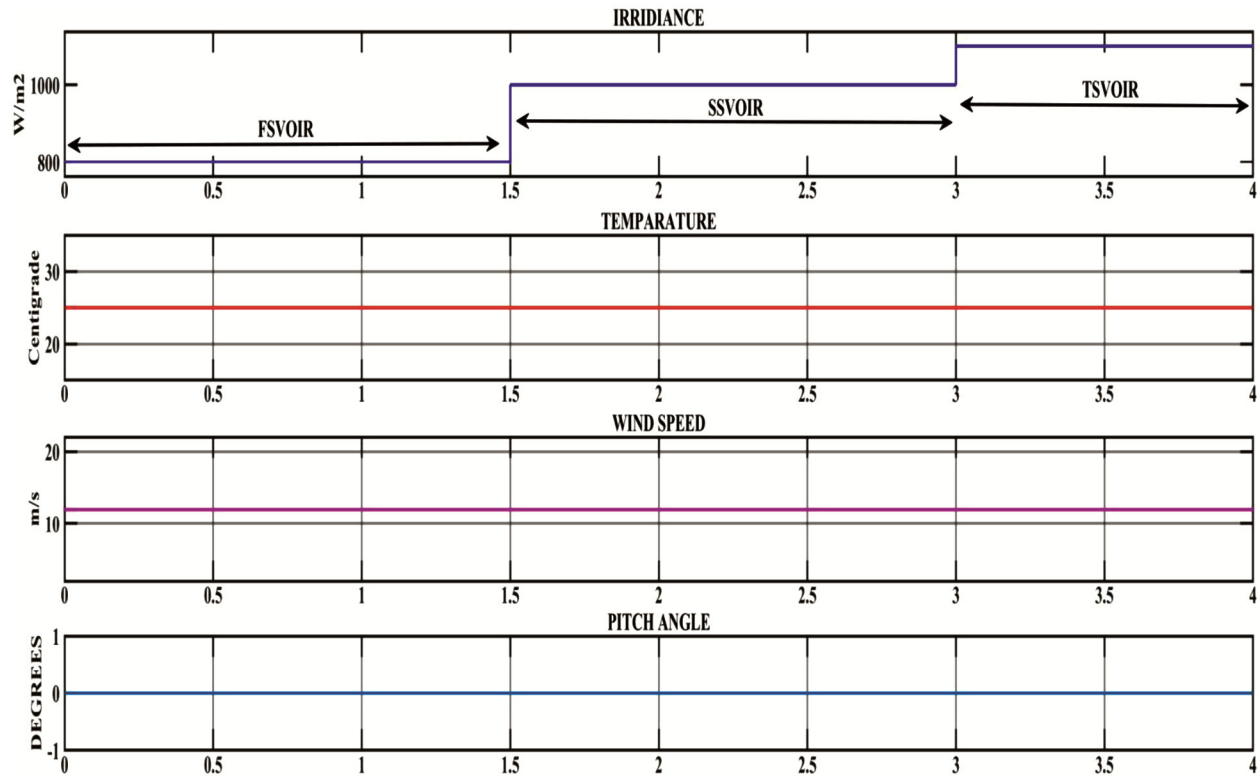 IRRIDIANCE
W/m2
1000
800
FSVOIR
SSVOIR
TSVOIR
0 0.5 1 1.5 2 2.5 3 3.5 4
TEMPARATURE
Centigrade
30
20
0 0.5 1 1.5 2 2.5 3 3.5 4
WIND SPEED
m/s
20
10
0 0.5 1 1.5 2 2.5 3 3.5 4
PITCH ANGLE
DEGREES
1
0
-1
0 0.5 1 1.5 2 2.5 3 3.5 4